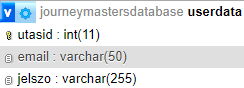 v journeymastersdatabase userdata
utasid : int(11)
email : varchar(50)
jelszo : varchar(255)